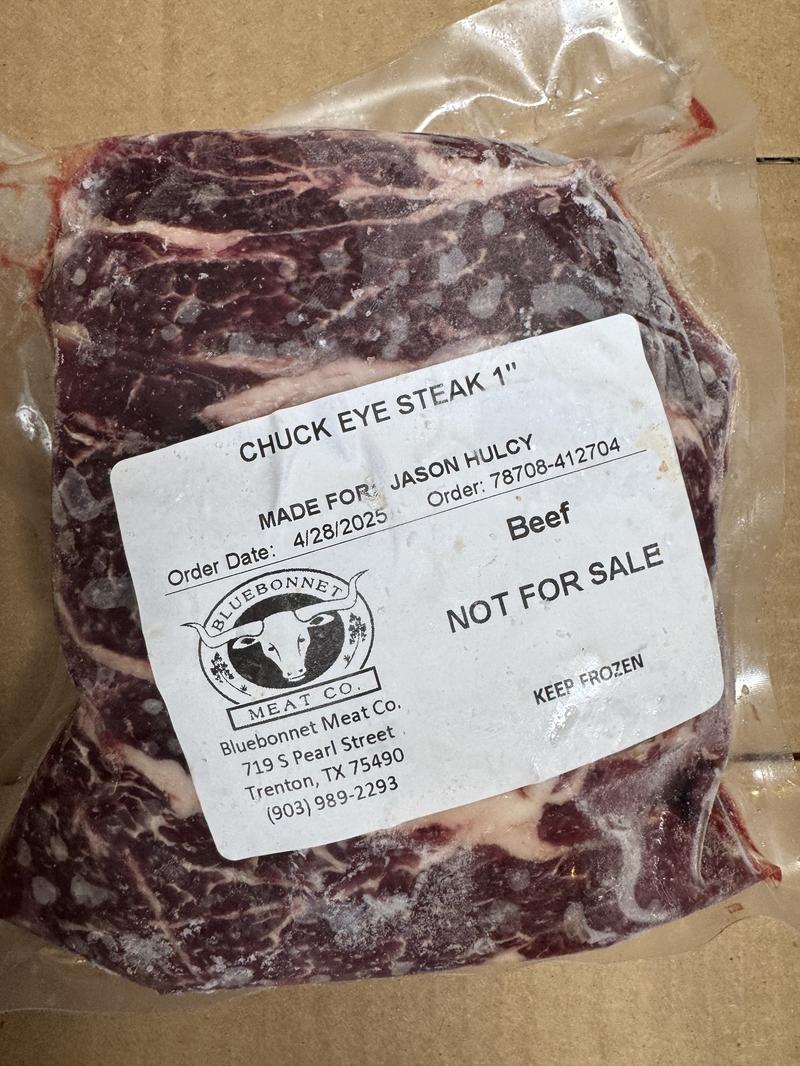 CHUCK EYE STEAK 1"
MADE FOR: JASON HULCY
Order Date: 4/28/2025 Order: 78708-412704
Beef
NOT FOR SALE
KEEP FROZEN
BLUEBONNET
MEAT CO.
Bluebonnet Meat Co.
719 S Pearl Street
Trenton, TX 75490
(903) 989-2293